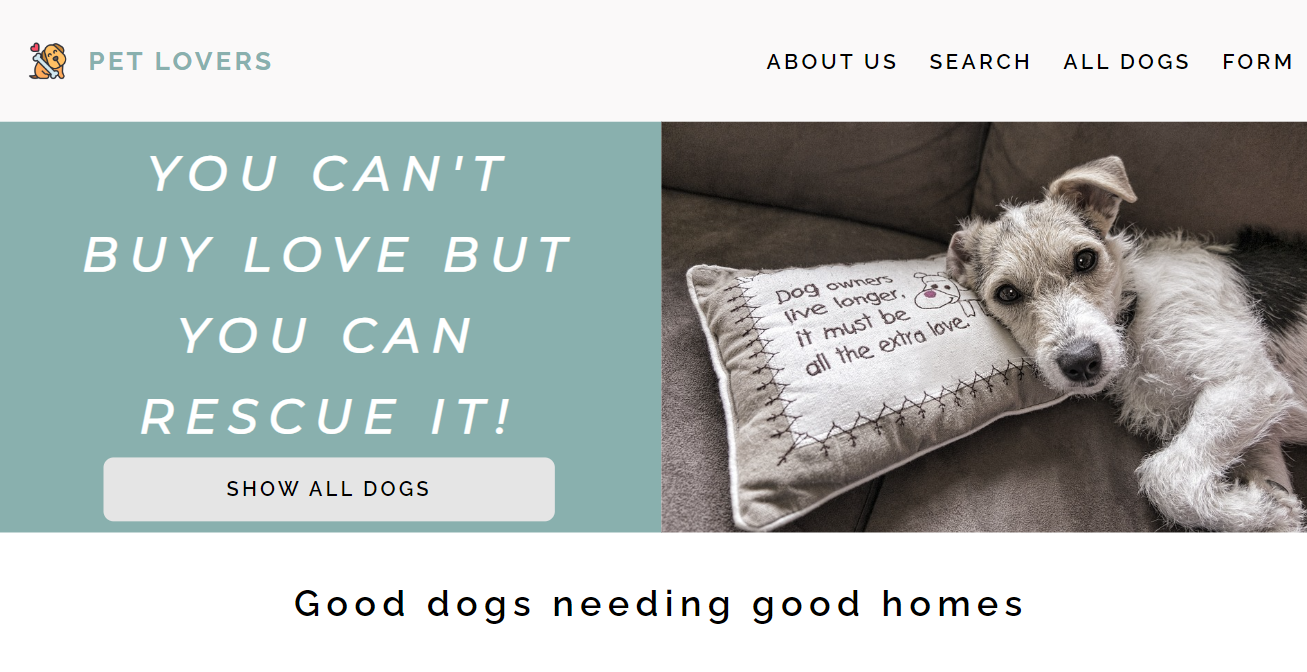 PET LOVERS
ABOUT US SEARCH ALL DOGS FORM
YOU CAN'T
BUY LOVE BUT
YOU CAN
RESCUE IT!
SHOW ALL DOGS
Dog owners
live longer,
it must be
all the extra love.
Good dogs needing good homes